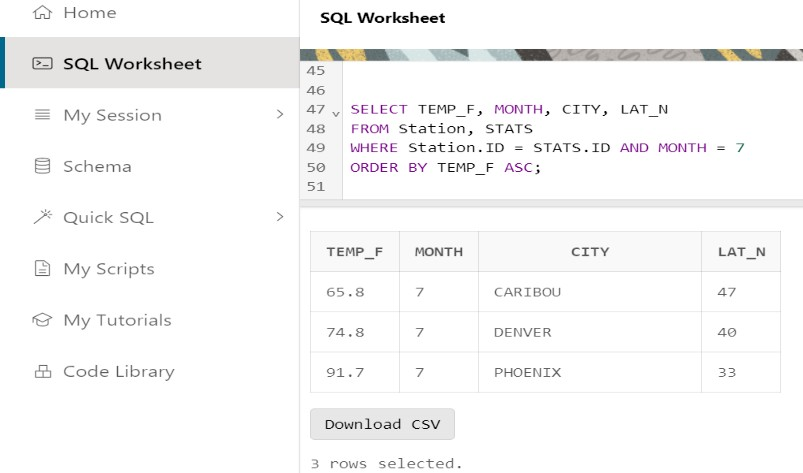 Home
SQL Worksheet
My Session
Schema
Quick SQL
My Scripts
My Tutorials
Code Library
SQL Worksheet
45
46
47 SELECT TEMP_F, MONTH, CITY, LAT_N
48 FROM Station, STATS
49 WHERE Station.ID = STATS.ID AND MONTH = 7
50 ORDER BY TEMP_F ASC;
51
TEMP_F MONTH CITY LAT_N
65.8 7 CARIBOU 47
74.8 7 DENVER 40
91.7 7 PHOENIX 33
Download CSV
3 rows selected.